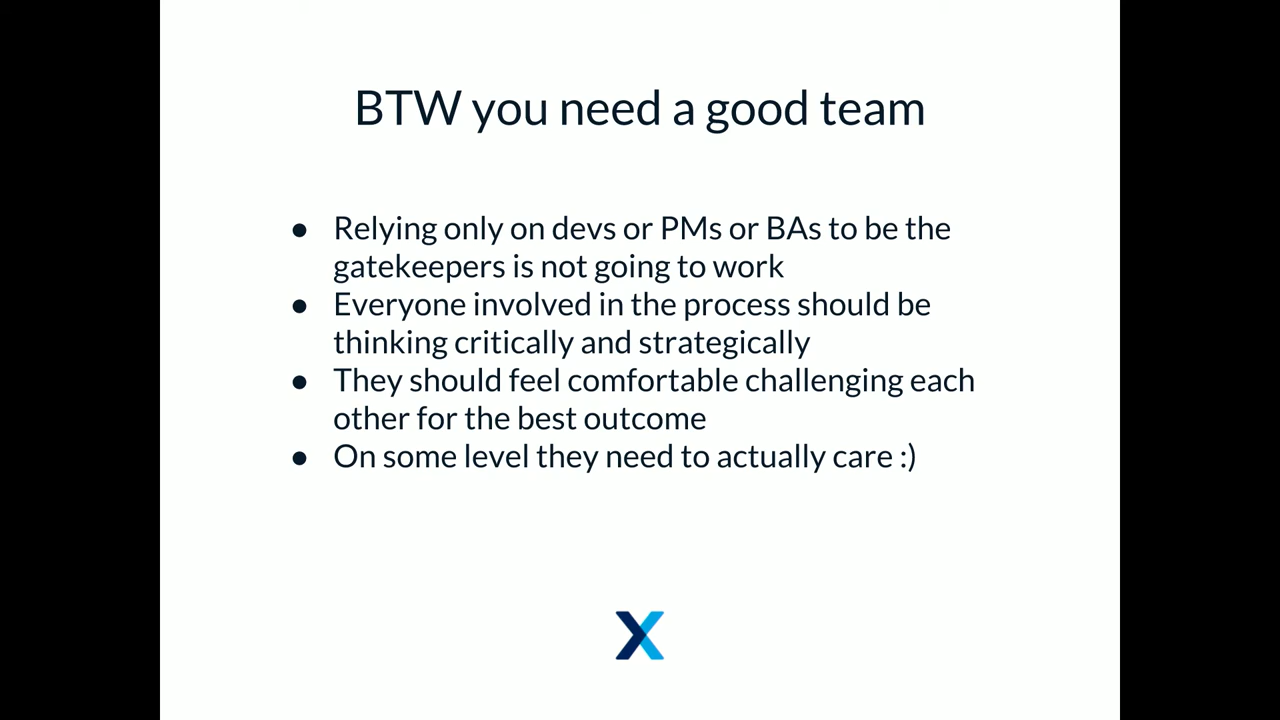 BTW you need a good team
● Relying only on devs or PMs or BAs to be the
gatekeepers is not going to work
● Everyone involved in the process should be
thinking critically and strategically
● They should feel comfortable challenging each
other for the best outcome
● On some level they need to actually care :)
X